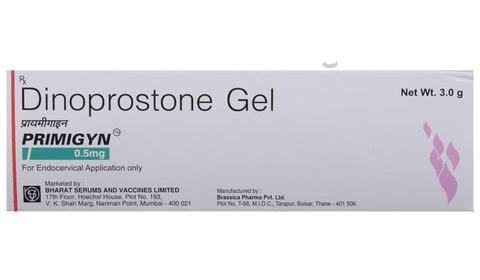 Rx
Dinoprostone Gel
Net Wt. 3.0 g
प्रायमीगाइन
PRIMIGYN™
0.5mg
For Endocervical Application only
Marketed by :
BHARAT SERUMS AND VACCINES LIMITED
17th Floor, Hoechst House, Plot No. 193,
V. K. Shah Marg, Nariman Point, Mumbai - 400 021
Manufactured by :
Brassica Pharma Pvt. Ltd.
Plot No. T-68, M.I.D.C., Tarapur, Boisar, Thane - 401 506.